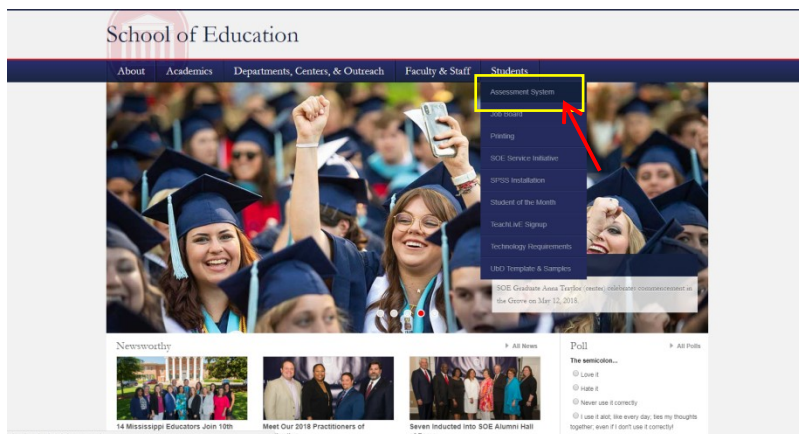 School of Education
About Academics Departments, Centers, & Outreach Faculty & Staff Students
Assessment System
Job Board
Printing
SOE Service Initiative
SPSS Installation
Student of the Month
TeachLivE Signup
Technology Requirements
UbD Template & Samples
SOE Graduate Anna Traylor (center) celebrates commencement in
the Grove on May 12, 2018.
Newsworthy
All News
14 Mississippi Educators Join 10th
Meet Our 2018 Practitioners of
Seven Inducted Into SOE Alumni Hall
Poll
All Polls
The semicolon...
Love it
Hate it
Never use it correctly
I use it alot; like every day; ties my thoughts
together; even if I don't use it correctly!